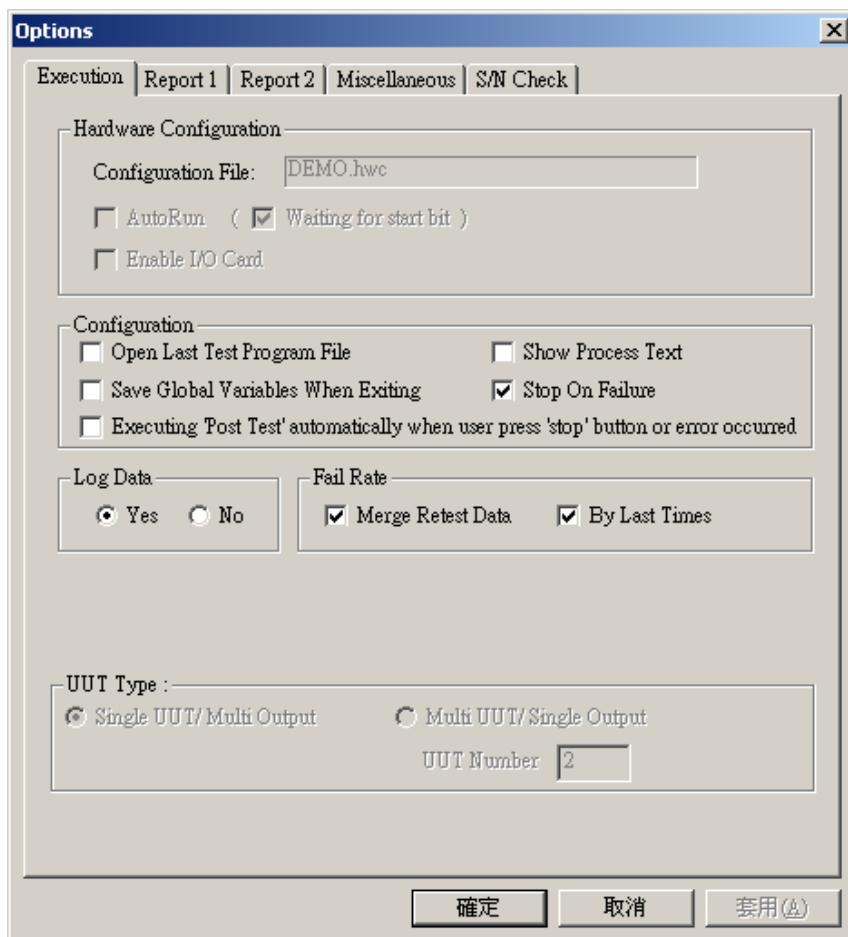 Options
Execution Report 1 Report 2 Miscellaneous S/N Check
Hardware Configuration
Configuration File: DEMO.hwc
AutoRun ( Waiting for start bit )
Enable I/O Card
Configuration
Open Last Test Program File Show Process Text
Save Global Variables When Exiting Stop On Failure
Executing 'Post Test' automatically when user press 'stop' button or error occurred
Log Data Fail Rate
Yes No Merge Retest Data By Last Times
UUT Type :
Single UUT/ Multi Output Multi UUT/ Single Output
UUT Number 2
確定 取消 套用(A)